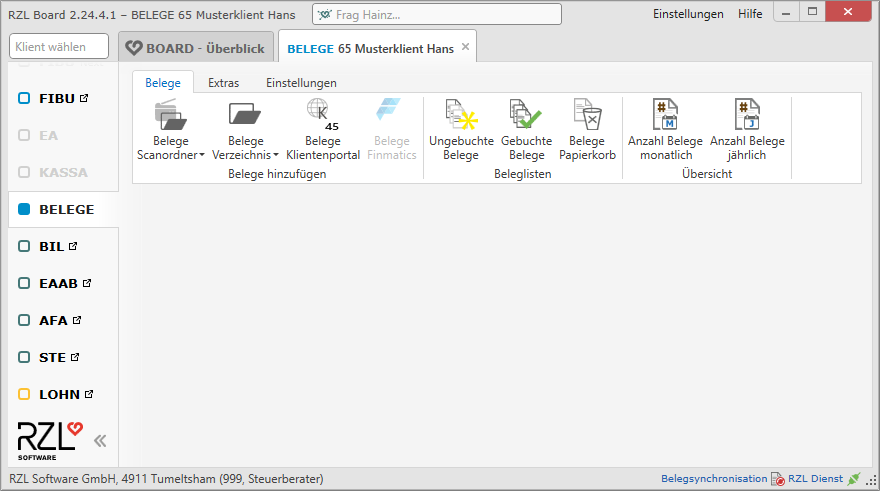 RZL Board 2.24.4.1 – BELEGE 65 Musterklient Hans
Frag Hainz...
Einstellungen Hilfe
Klient wählen
BOARD - Überblick
BELEGE 65 Musterklient Hans
FIBU
EA
KASSA
BELEGE
BIL
EAAB
AFA
STE
LOHN
RZL
SOFTWARE
Belege Extras Einstellungen
Belege
Scanordner
Belege
Verzeichnis
K
45
Belege
Klientenportal
Belege
Finmatics
Belege hinzufügen
Ungebuchte
Belege
Gebuchte
Belege
Belege
Papierkorb
Beleglisten
#
M
Anzahl Belege
monatlich
#
J
Anzahl Belege
jährlich
Übersicht
RZL Software GmbH, 4911 Tumeltsham (999, Steuerberater)
Belegsynchronisation RZL Dienst